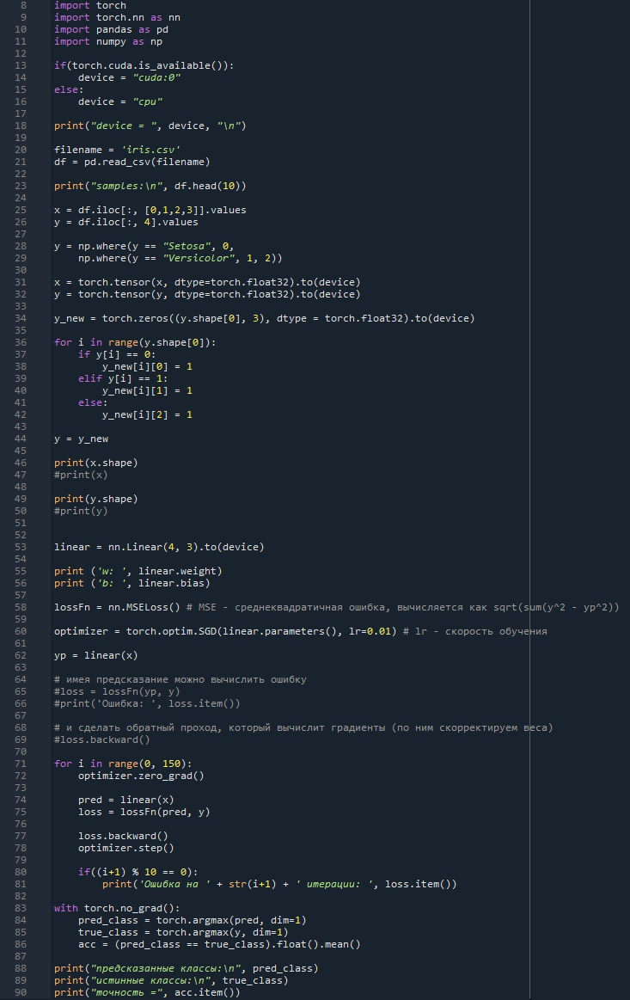 8 import torch
9 import torch.nn as nn
10 import pandas as pd
11 import numpy as np
12
13 if(torch.cuda.is_available()):
14     device = "cuda:0"
15 else:
16     device = "cpu"
17
18 print("device = ", device, "\n")
19
20 filename = 'iris.csv'
21 df = pd.read_csv(filename)
22
23 print("samples:\n", df.head(10))
24
25 x = df.iloc[:, [0,1,2,3]].values
26 y = df.iloc[:, 4].values
27
28 y = np.where(y == "Setosa", 0,
29     np.where(y == "Versicolor", 1, 2))
30
31 x = torch.tensor(x, dtype=torch.float32).to(device)
32 y = torch.tensor(y, dtype=torch.float32).to(device)
33
34 y_new = torch.zeros((y.shape[0], 3), dtype = torch.float32).to(device)
35
36 for i in range(y.shape[0]):
37     if y[i] == 0:
38         y_new[i][0] = 1
39     elif y[i] == 1:
40         y_new[i][1] = 1
41     else:
42         y_new[i][2] = 1
43
44 y = y_new
45
46 print(x.shape)
47 #print(x)
48
49 print(y.shape)
50 #print(y)
51
52
53 linear = nn.Linear(4, 3).to(device)
54
55 print ('w: ', linear.weight)
56 print ('b: ', linear.bias)
57
58 lossFn = nn.MSELoss() # MSE - среднеквадратичная ошибка, вычисляется как sqrt(sum(y^2 - yp^2))
59
60 optimizer = torch.optim.SGD(linear.parameters(), lr=0.01) # lr - скорость обучения
61
62 yp = linear(x)
63
64 # имея предсказание можно вычислить ошибку
65 #loss = lossFn(yp, y)
66 #print('Ошибка: ', loss.item())
67
68 # и сделать обратный проход, который вычислит градиенты (по ним скорректируем веса)
69 #loss.backward()
70
71 for i in range(0, 150):
72     optimizer.zero_grad()
73
74     pred = linear(x)
75     loss = lossFn(pred, y)
76
77     loss.backward()
78     optimizer.step()
79
80     if((i+1) % 10 == 0):
81         print('Ошибка на ' + str(i+1) + ' итерации: ', loss.item())
82
83 with torch.no_grad():
84     pred_class = torch.argmax(pred, dim=1)
85     true_class = torch.argmax(y, dim=1)
86     acc = (pred_class == true_class).float().mean()
87
88 print("предсказанные классы:\n", pred_class)
89 print("истинные классы:\n", true_class)
90 print("точность =", acc.item())